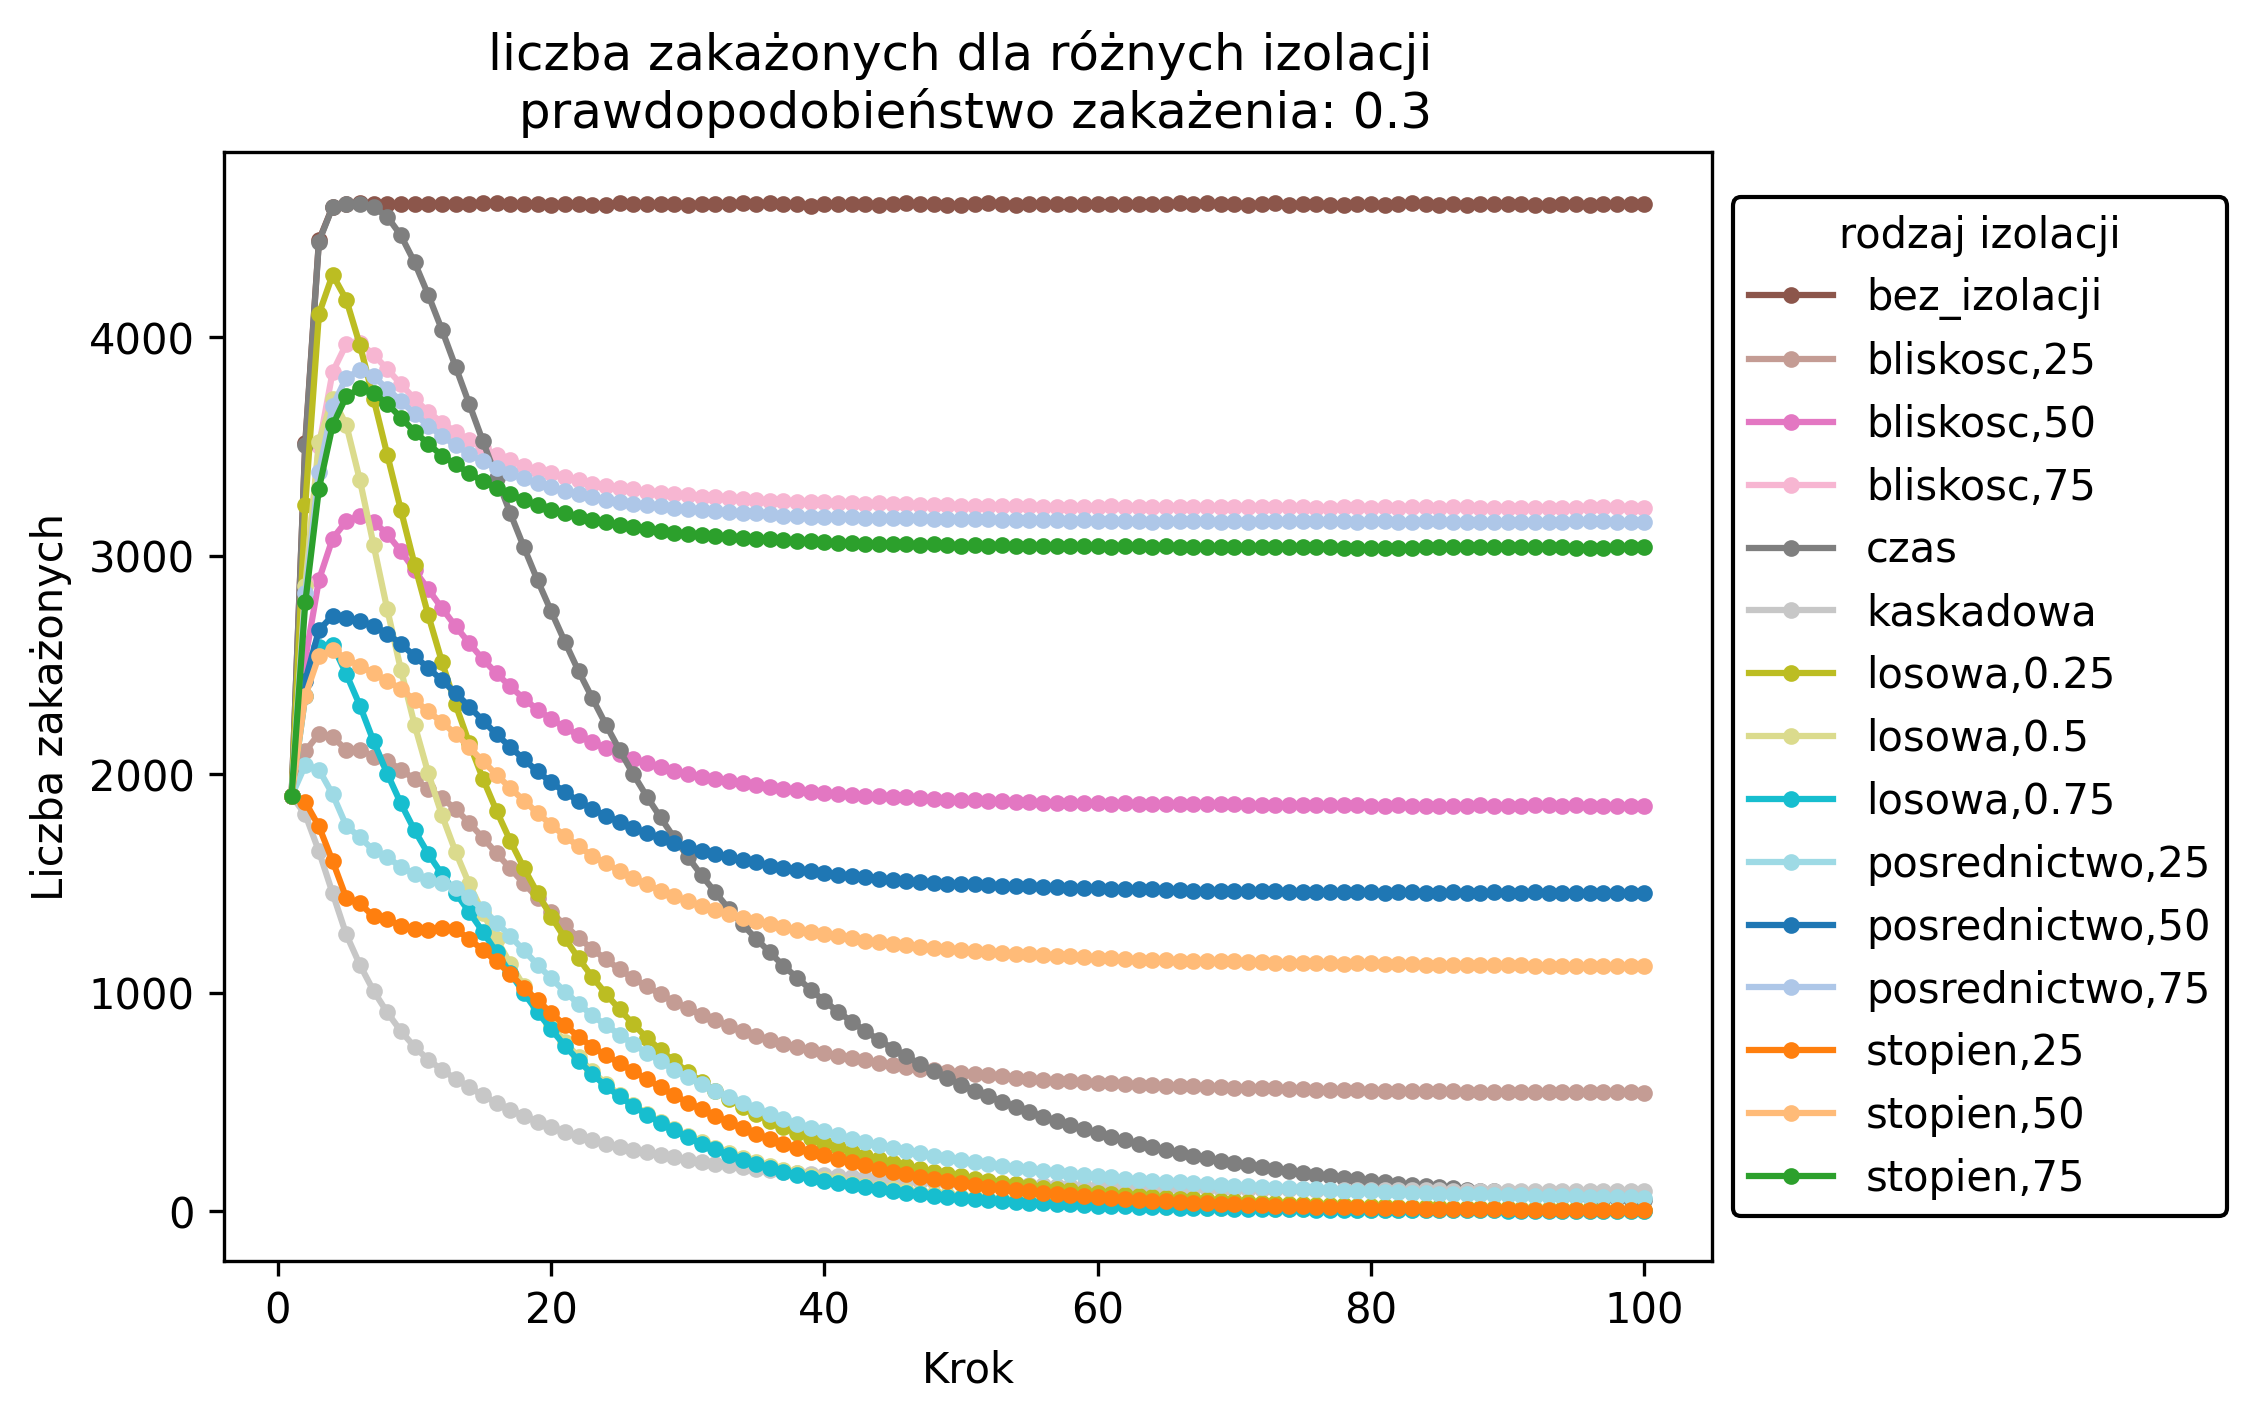 liczba zakażonych dla różnych izolacji
prawdopodobieństwo zakażenia: 0.3
Liczba zakażonych
4000
3000
2000
1000
0
0 20 40 60 80 100
Krok
rodzaj izolacji
bez_izolacji
bliskosc,25
bliskosc,50
bliskosc,75
czas
kaskadowa
losowa,0.25
losowa,0.5
losowa,0.75
posrednictwo,25
posrednictwo,50
posrednictwo,75
stopien,25
stopien,50
stopien,75